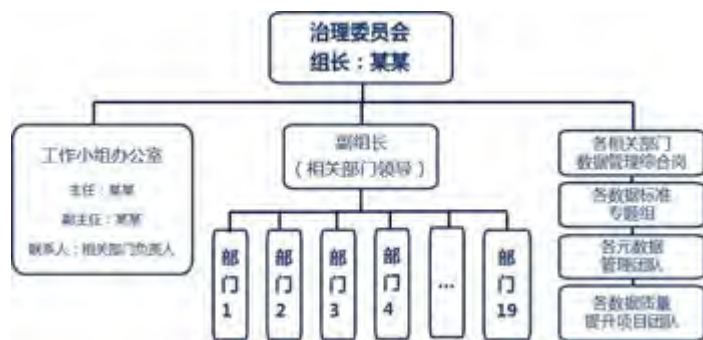 治理委员会
组长：某某
工作小组办公室
主任：某某
副主任：某某
联系人：相关部门负责人
副组长
（相关部门领导）
部门1
部门2
部门3
部门4
...
部门19
各相关部门
数据管理综合岗
各数据标准
专题组
各元数据
管理团队
各数据质量
提升项目团队